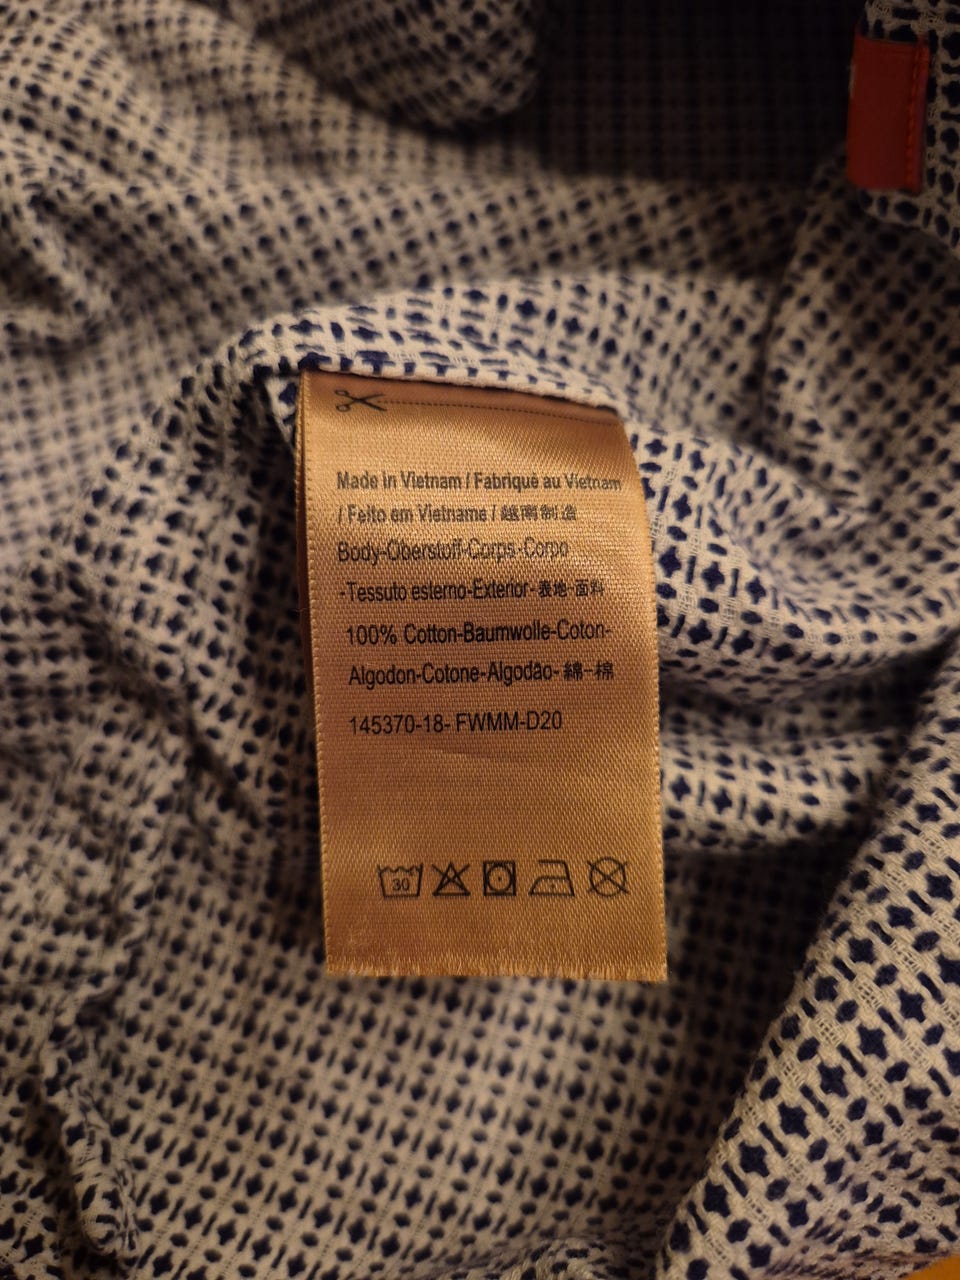 Made in Vietnam / Fabriqué au Vietnam
/ Feito em Vietname / 越南制造
Body-Oberstoff-Corps-Corpo
-Tessuto esterno-Exterior- 表地-面料
100% Cotton-Baumwolle-Coton-
Algodon-Cotone-Algodão- 綿-棉
145370-18- FWMM-D20
30